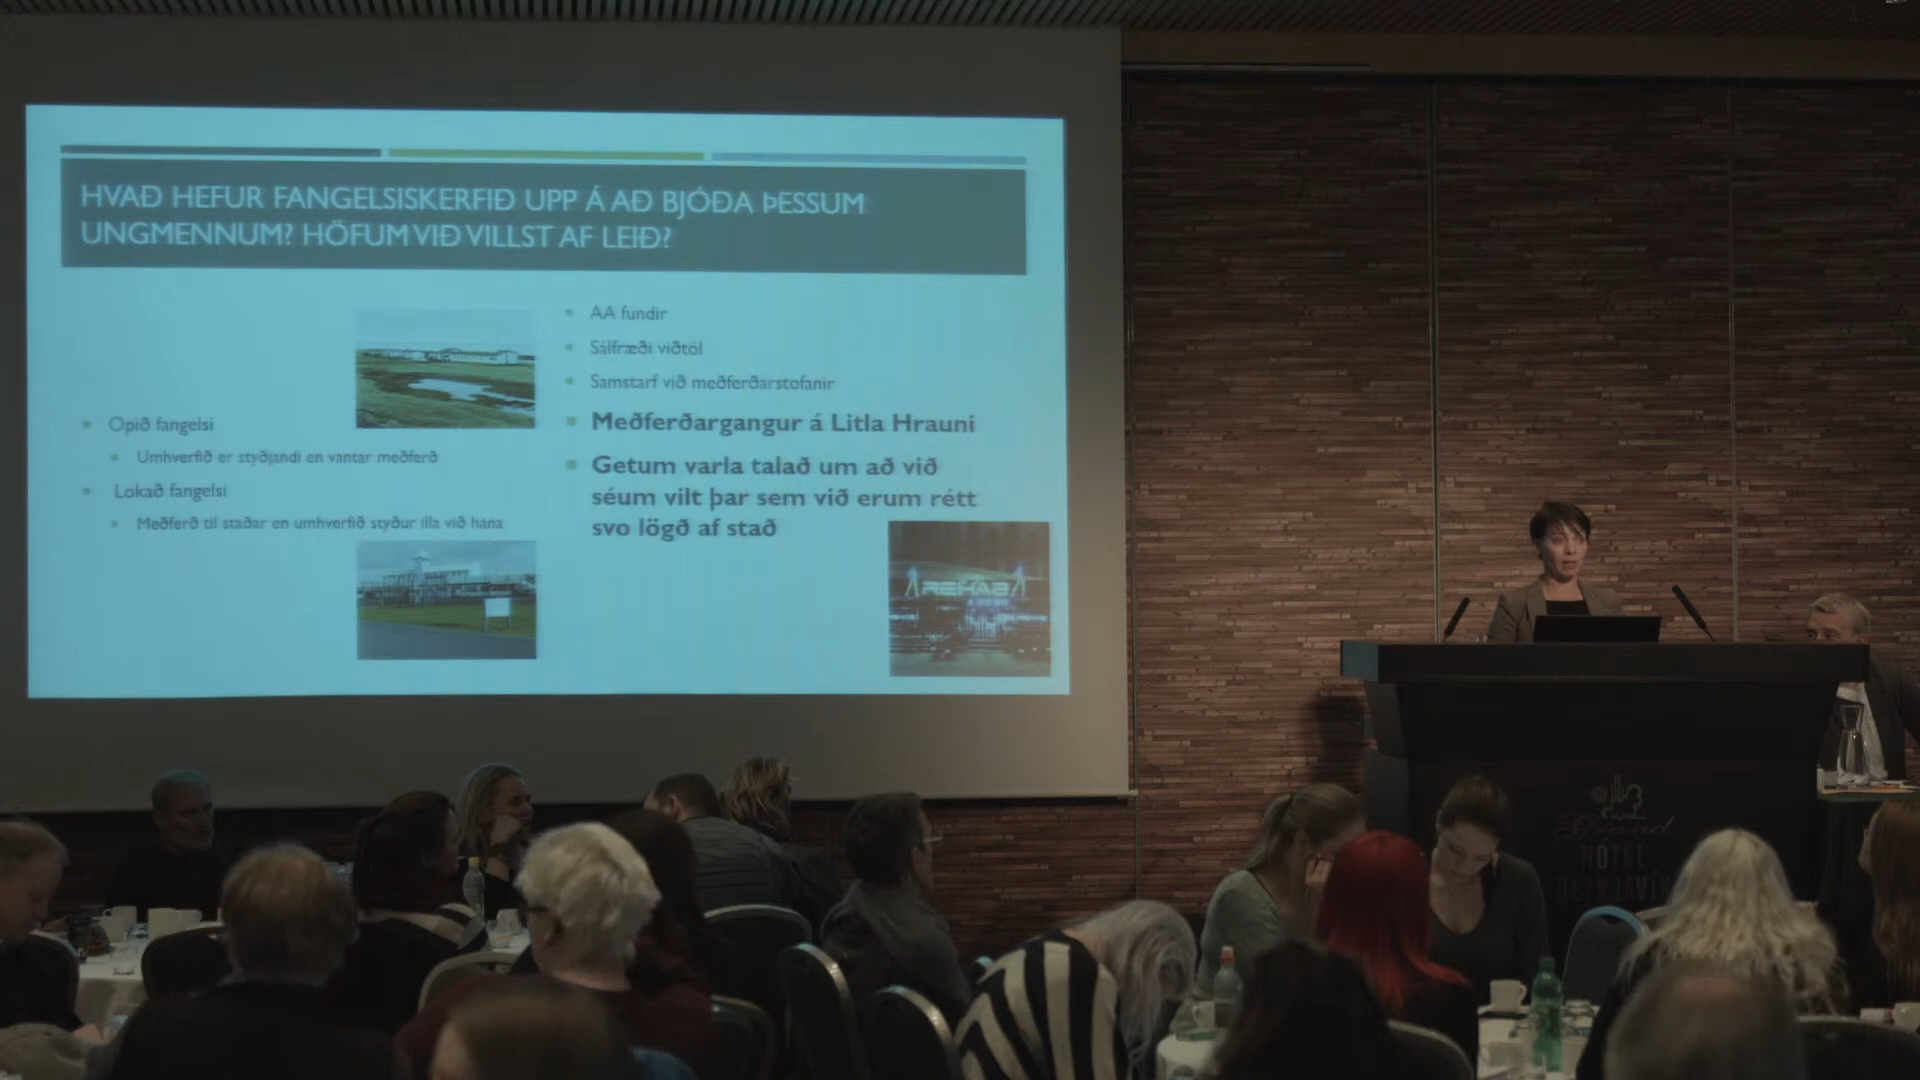 HVAÐ HEFUR FANGELSISKERFIÐ UPP Á AÐ BJÓÐA ÞESSUM
UNGMENNUM? HÖFUM VIÐ VILLST AF LEIÐ?
Opið fangelsi
Umhverfið er styðjandi en vantar meðferð
Lokað fangelsi
Meðferð til staðar en umhverfið styður illa við hana
AA fundir
Sálfræði viðtöl
Samstarf við meðferðarstofanir
Meðferðargangur á Litla Hrauni
Getum varla talað um að við
séum vilt þar sem við erum rétt
svo lögð af stað
REHAB
Grand
HÓTEL
REYKJAVÍK